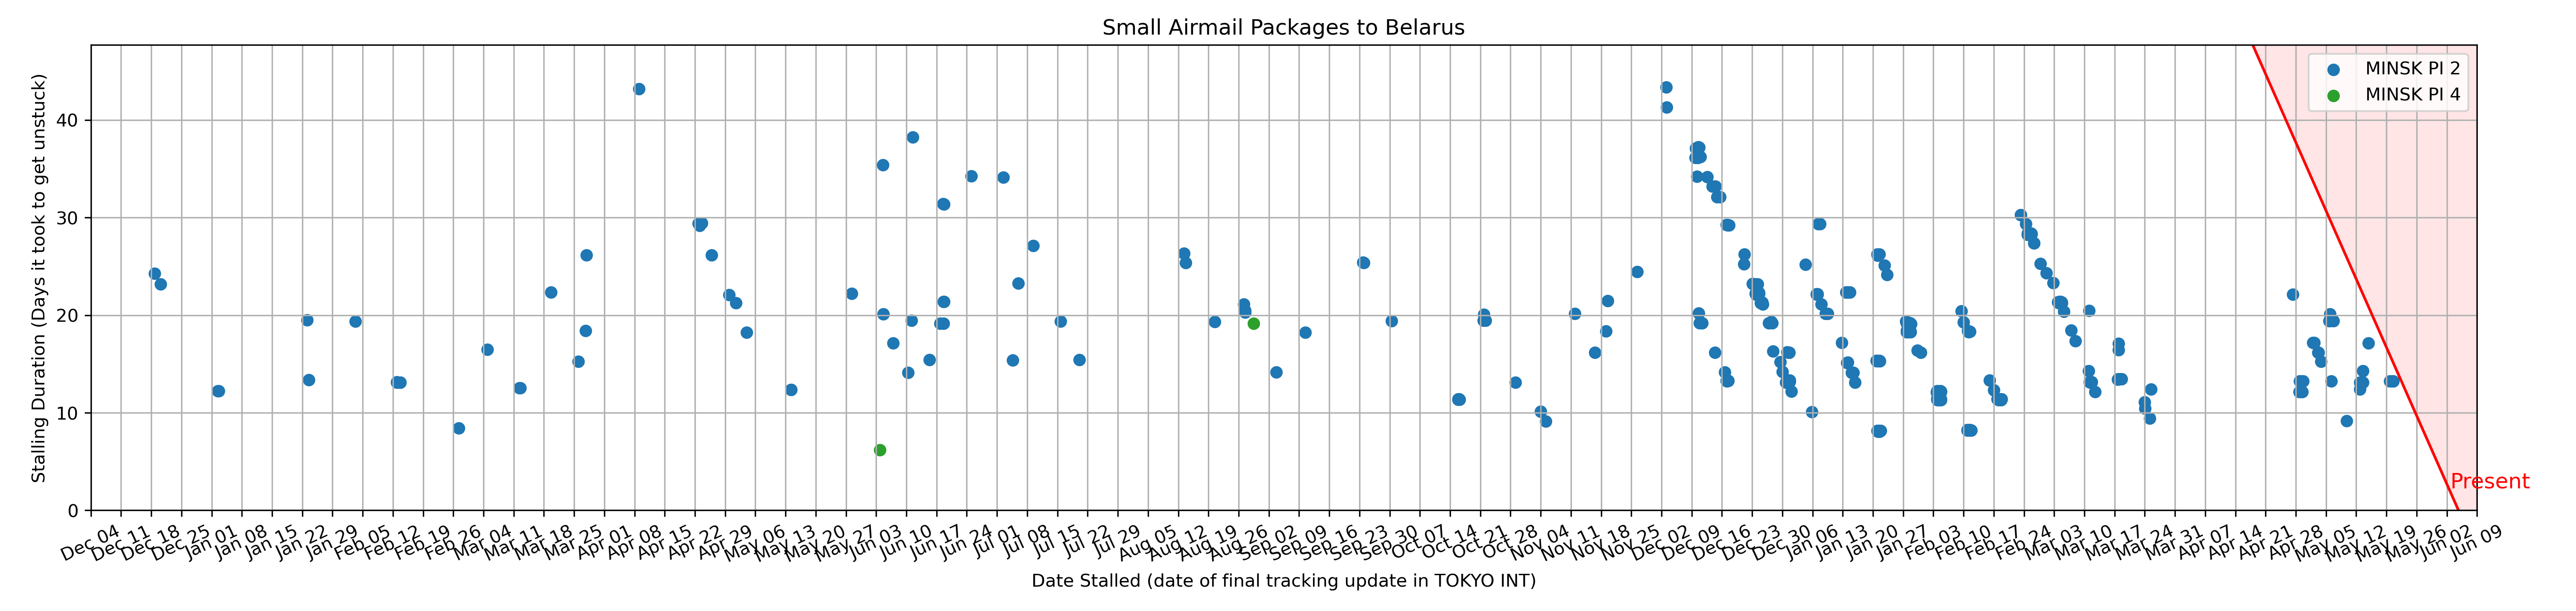 Small Airmail Packages to Belarus
Stalling Duration (Days it took to get unstuck)
40
30
20
10
0
MINSK PI 2
MINSK PI 4
Present
Dec 04
Dec 11
Dec 18
Dec 25
Jan 01
Jan 08
Jan 15
Jan 22
Jan 29
Feb 05
Feb 12
Feb 19
Feb 26
Mar 04
Mar 11
Mar 18
Mar 25
Apr 01
Apr 08
Apr 15
Apr 22
Apr 29
May 06
May 13
May 20
May 27
Jun 03
Jun 10
Jun 17
Jun 24
Jul 01
Jul 08
Jul 15
Jul 22
Jul 29
Aug 05
Aug 12
Aug 19
Aug 26
Sep 02
Sep 09
Sep 16
Sep 23
Sep 30
Oct 07
Oct 14
Oct 21
Oct 28
Nov 04
Nov 11
Nov 18
Nov 25
Dec 02
Dec 09
Dec 16
Dec 23
Dec 30
Jan 06
Jan 13
Jan 20
Jan 27
Feb 03
Feb 10
Feb 17
Feb 24
Mar 03
Mar 10
Mar 17
Mar 24
Mar 31
Apr 07
Apr 14
Apr 21
Apr 28
May 05
May 12
May 19
May 26
Jun 02
Jun 09
Date Stalled (date of final tracking update in TOKYO INT)